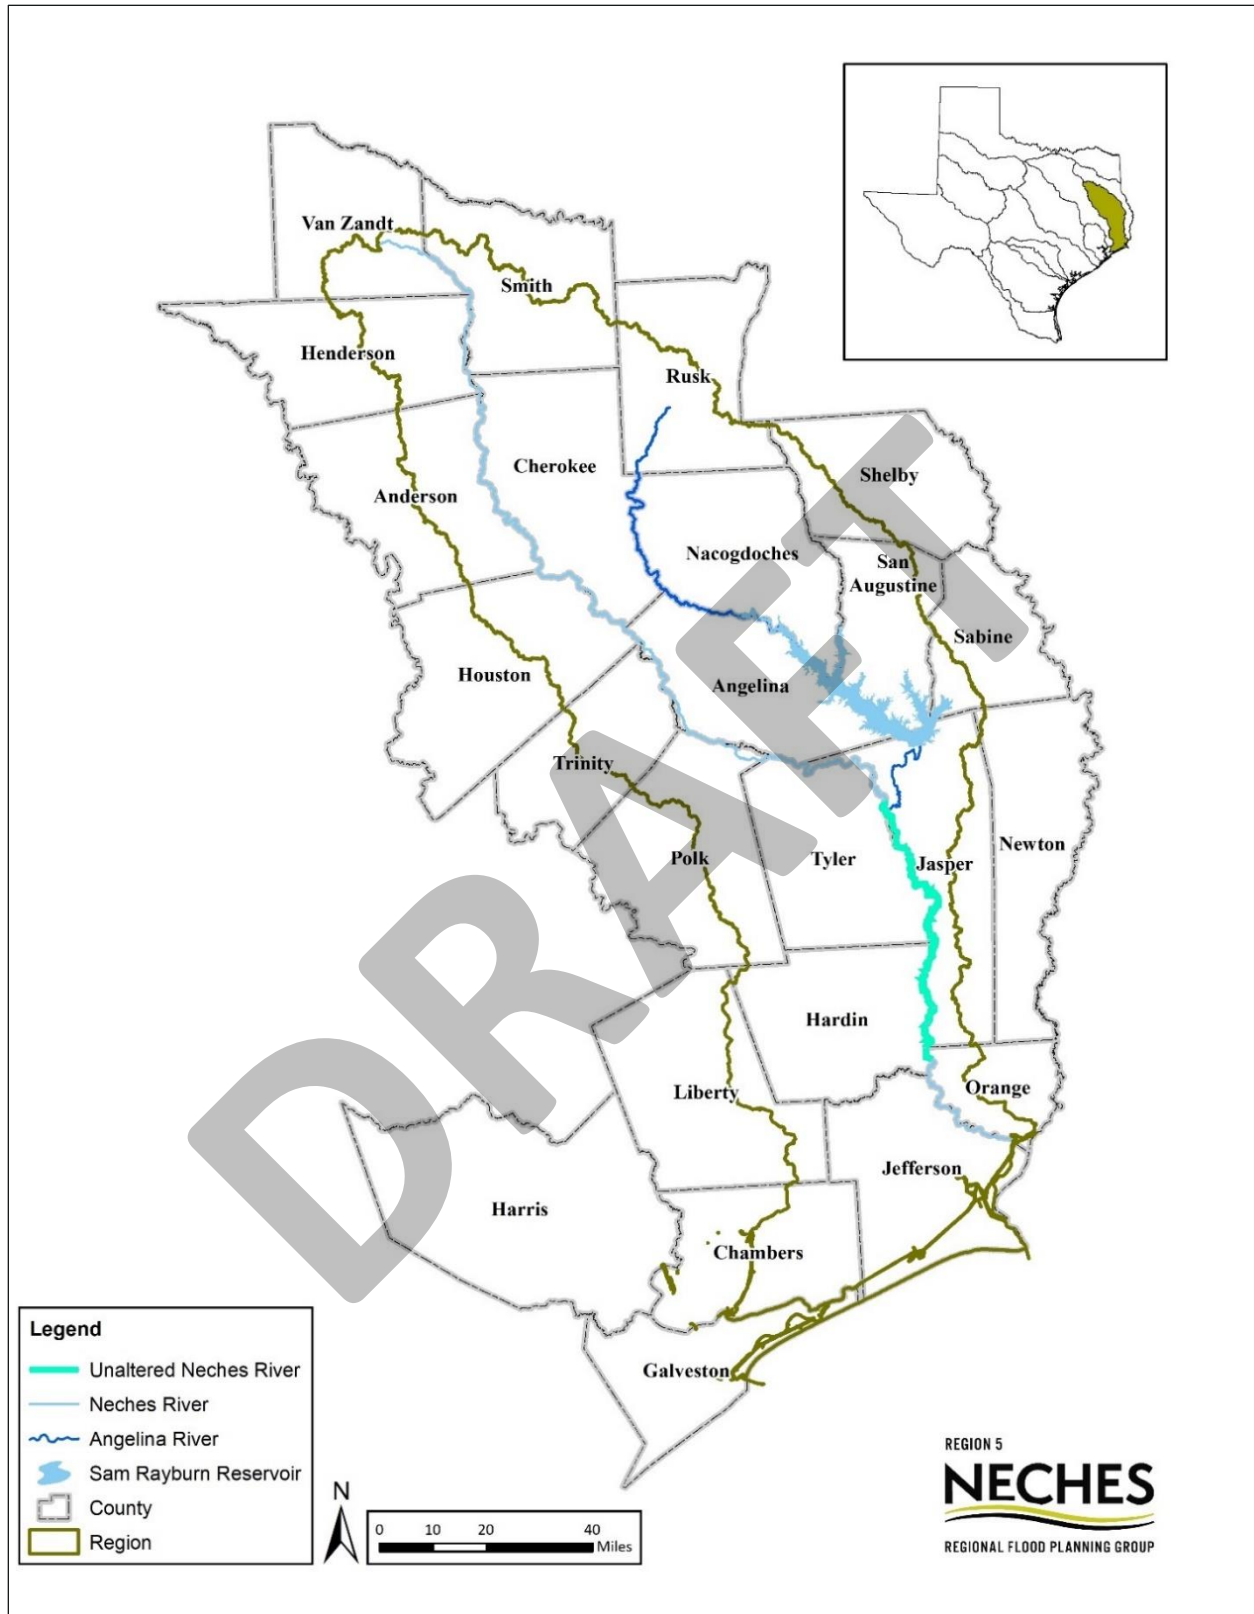 Van Zandt
Smith
Henderson
Rusk
Cherokee
Shelby
Anderson
Nacogdoches
San
Augustine
Sabine
Houston
Angelina
Trinity
Polk
Tyler
Jasper
Newton
Hardin
Liberty
Orange
Jefferson
Harris
Chambers
Galveston
DRAFT
Legend
Unaltered Neches River
Neches River
Angelina River
Sam Rayburn Reservoir
County
Region
N
0 10 20 40
Miles
REGION 5
NECHES
REGIONAL FLOOD PLANNING GROUP